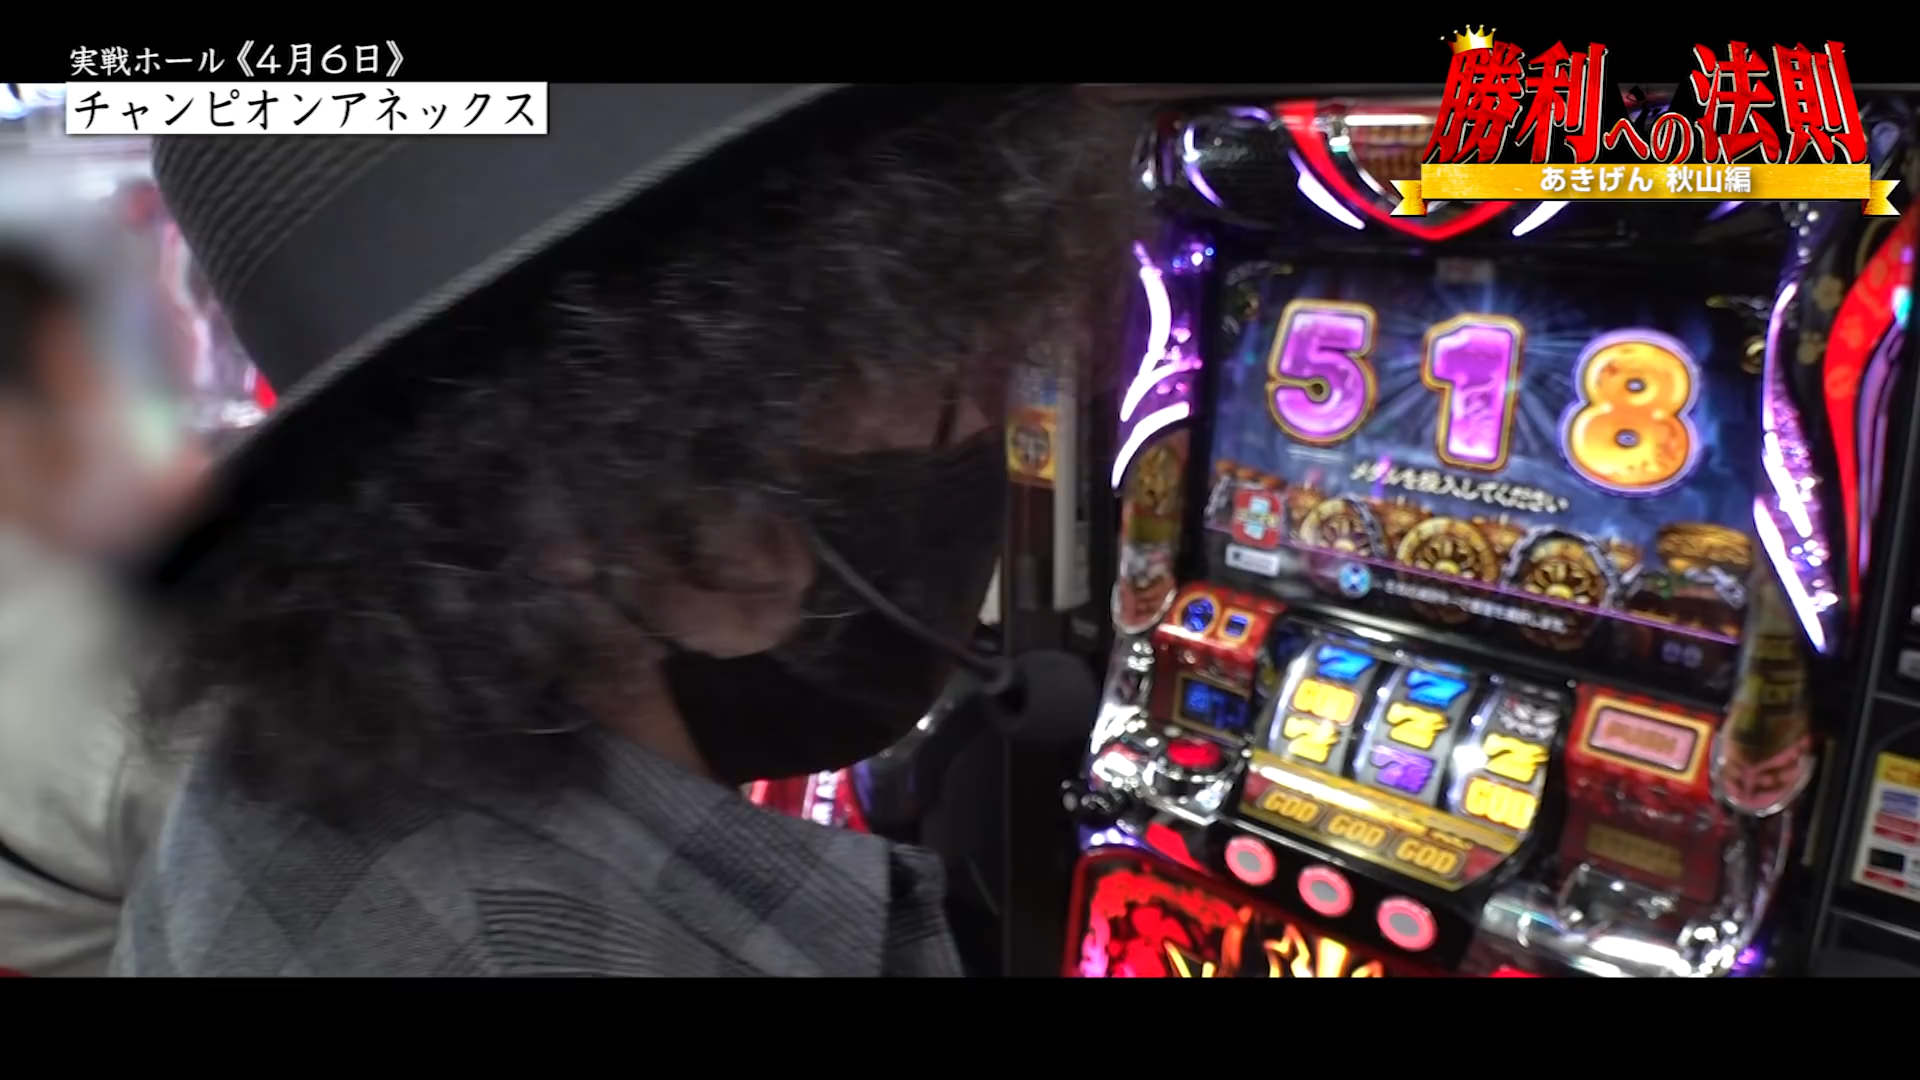 実戦ホール《4月6日》
チャンピオンアネックス
勝利への法則
あきげん 秋山編
518
メダルを投入してください
PUSH
GOD
GOD GOD GOD